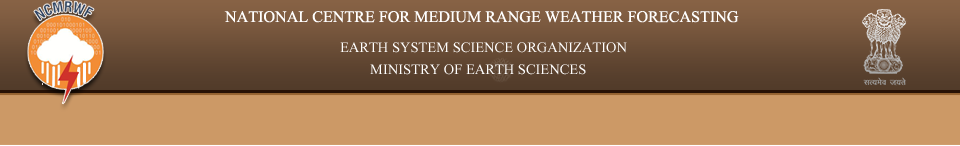 NCMRWF
NATIONAL CENTRE FOR MEDIUM RANGE WEATHER FORECASTING
EARTH SYSTEM SCIENCE ORGANIZATION
MINISTRY OF EARTH SCIENCES
सत्यमेव जयते